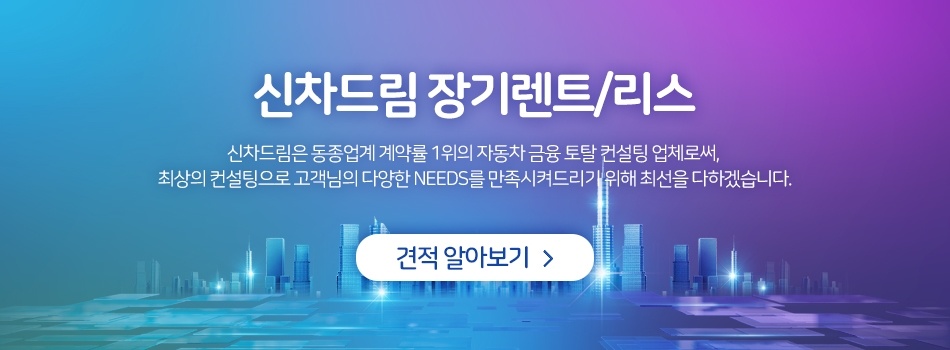 신차드림 장기렌트/리스
신차드림은 동종업계 계약률 1위의 자동차 금융 토탈 컨설팅 업체로써,
최상의 컨설팅으로 고객님의 다양한 NEEDS를 만족시켜드리기 위해 최선을 다하겠습니다.
견적 알아보기 >